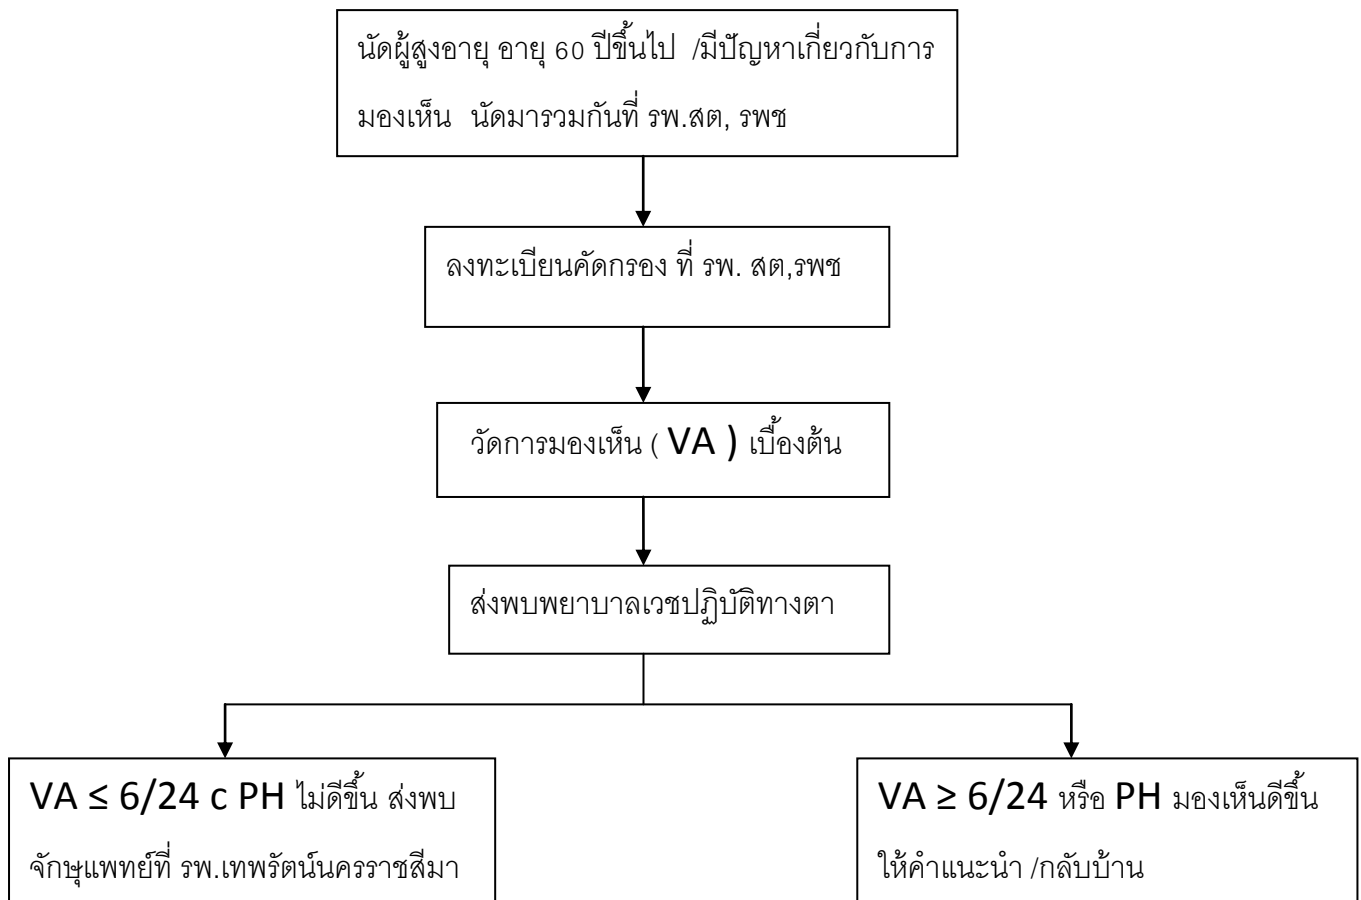 นัดผู้สูงอายุ อายุ 60 ปีขึ้นไป /มีปัญหาเกี่ยวกับการ
มองเห็น นัดมารวมกันที่ รพ.สต, รพช
ลงทะเบียนคัดกรอง ที่ รพ. สต,รพช
วัดการมองเห็น ( VA ) เบื้องต้น
ส่งพบพยาบาลเวชปฏิบัติทางตา
VA ≤ 6/24 c PH ไม่ดีขึ้น ส่งพบ
จักษุแพทย์ที่ รพ.เทพรัตน์นครราชสีมา
VA ≥ 6/24 หรือ PH มองเห็นดีขึ้น
ให้คำแนะนำ /กลับบ้าน